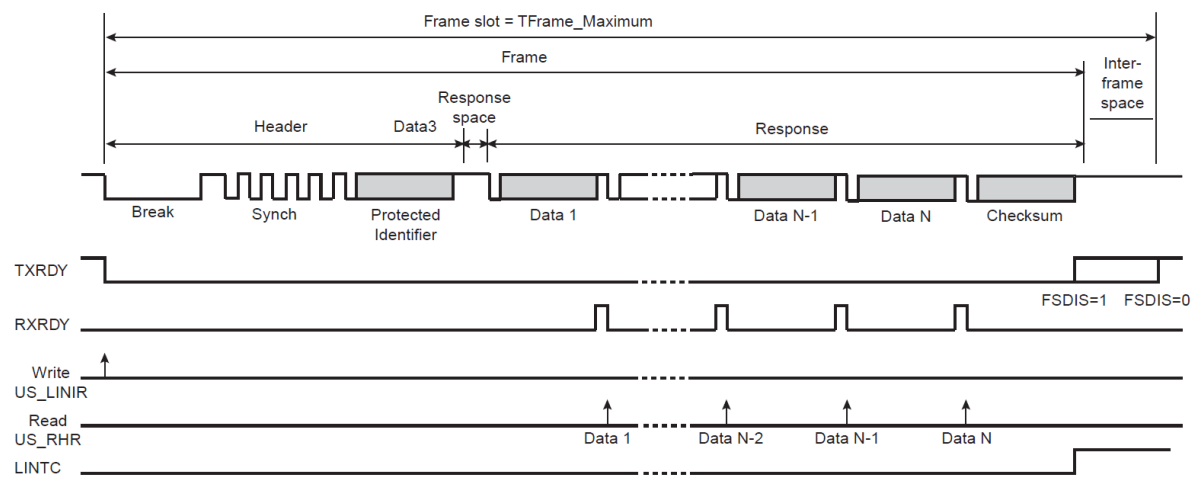 Frame slot = TFrame_Maximum
Frame
Inter-
frame
space
Response
space
Header
Data3
Response
Break
Synch
Protected
Identifier
Data 1
Data N-1
Data N
Checksum
TXRDY
FSDIS=1
FSDIS=0
RXRDY
Write
US_LINIR
Read
US_RHR
Data 1
Data N-2
Data N-1
Data N
LINTC